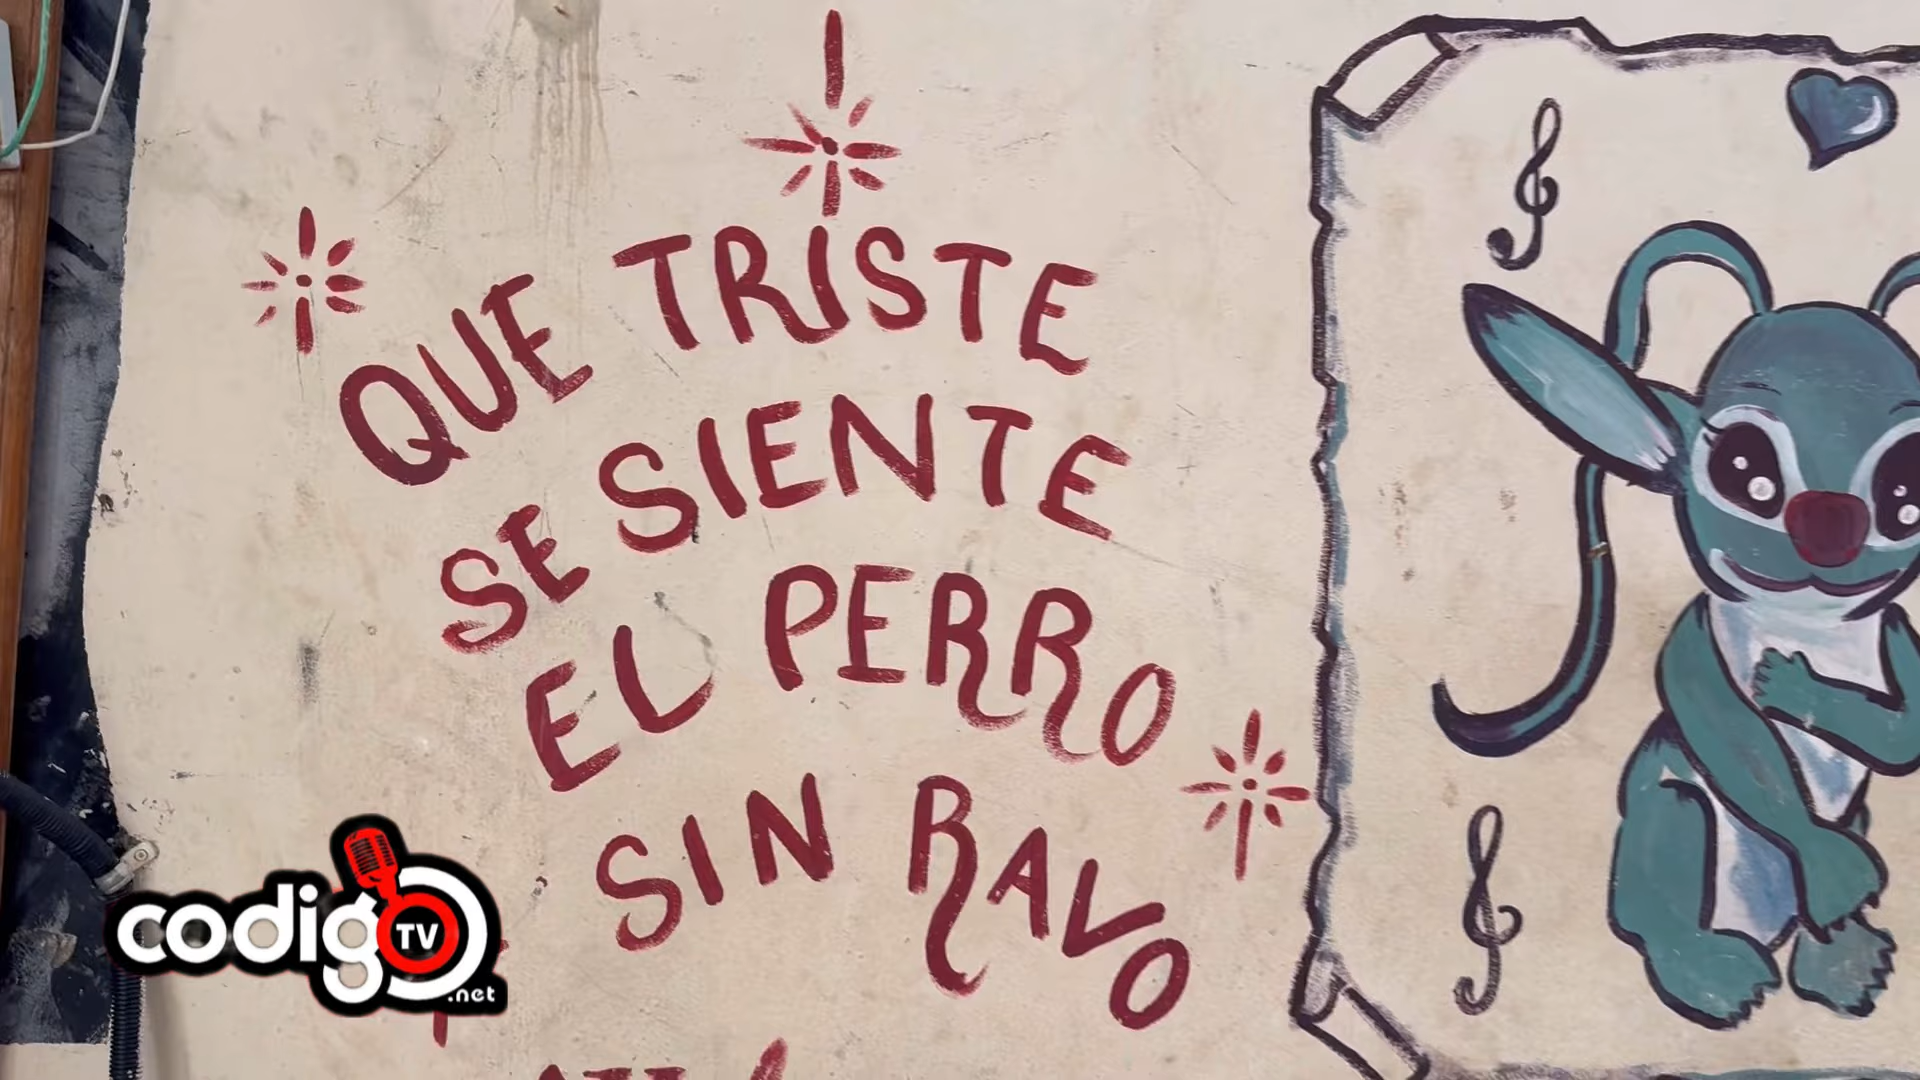 QUE TRISTE
SE SIENTE
EL PERRO
SIN RAVO
codigo
TV
.net